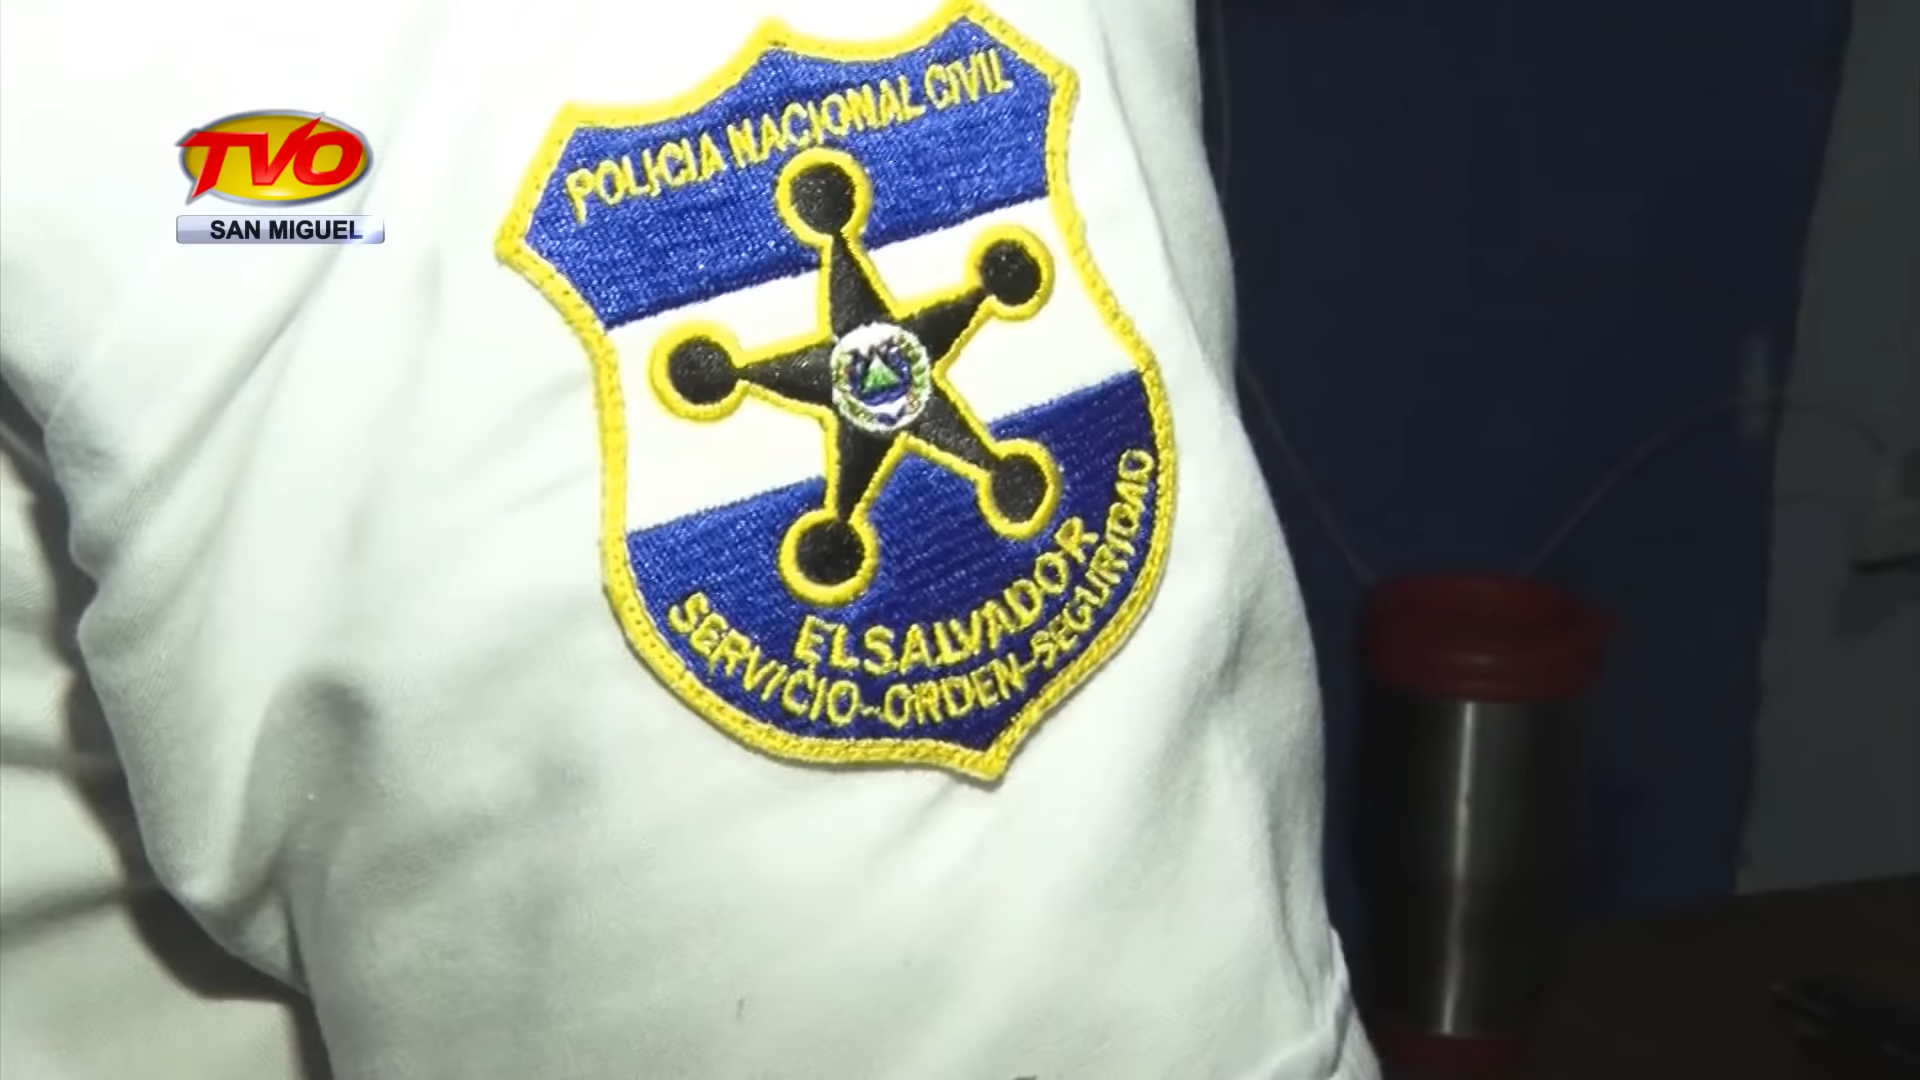 TVO
SAN MIGUEL
POLICIA NACIONAL CIVIL
EL SALVADOR
SERVICIO-ORDEN-SEGURIDAD